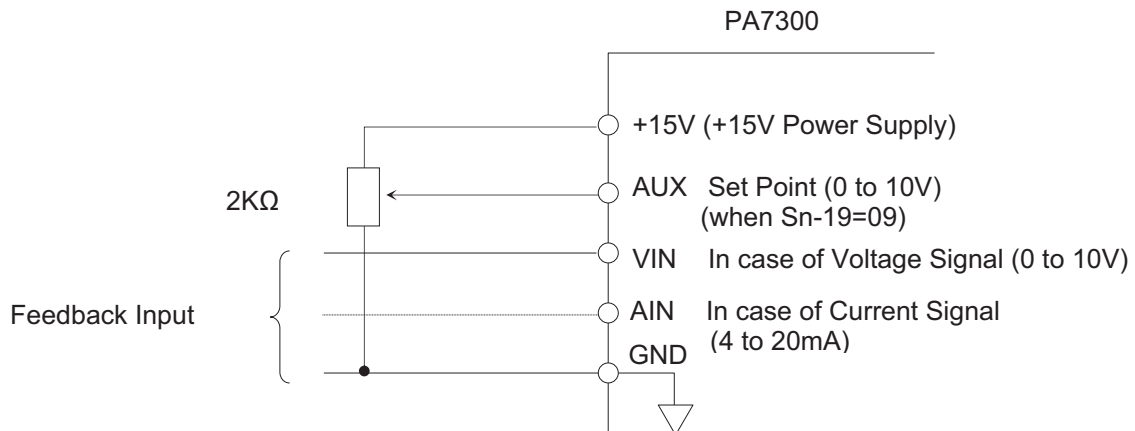 PA7300
+15V (+15V Power Supply)
2KΩ
AUX Set Point (0 to 10V)
(when Sn-19=09)
VIN In case of Voltage Signal (0 to 10V)
Feedback Input
AIN In case of Current Signal
(4 to 20mA)
GND